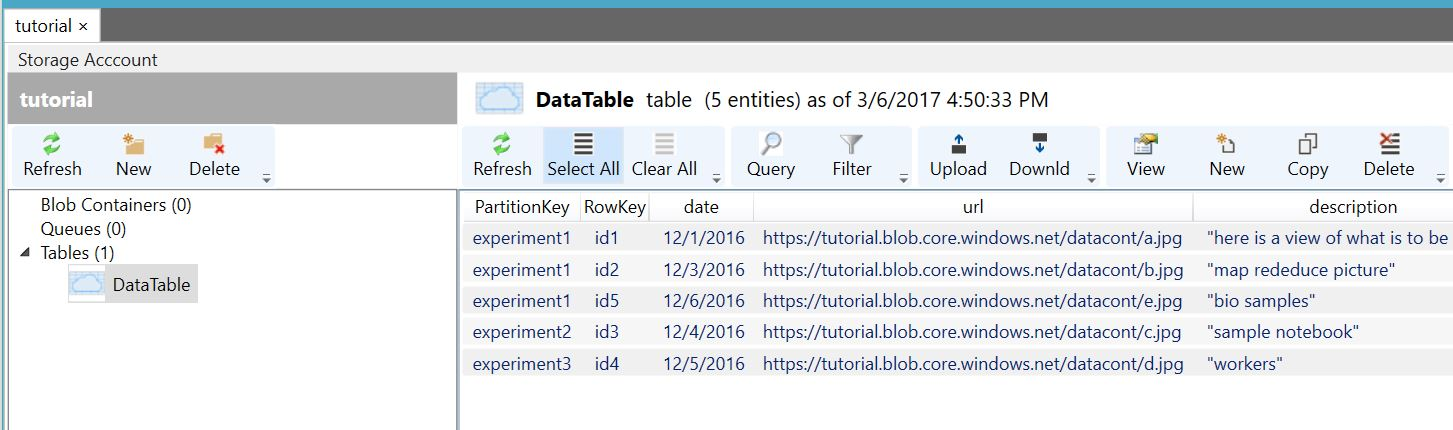 tutorial ×
Storage Acccount
tutorial
DataTable table (5 entities) as of 3/6/2017 4:50:33 PM
Refresh New Delete
Refresh Select All Clear All Query Filter Upload Downld View New Copy Delete
Blob Containers (0)
Queues (0)
Tables (1)
DataTable
PartitionKey RowKey date url description
experiment1 id1 12/1/2016 https://tutorial.blob.core.windows.net/datacont/a.jpg "here is a view of what is to be
experiment1 id2 12/3/2016 https://tutorial.blob.core.windows.net/datacont/b.jpg "map rededuce picture"
experiment1 id5 12/6/2016 https://tutorial.blob.core.windows.net/datacont/e.jpg "bio samples"
experiment2 id3 12/4/2016 https://tutorial.blob.core.windows.net/datacont/c.jpg "sample notebook"
experiment3 id4 12/5/2016 https://tutorial.blob.core.windows.net/datacont/d.jpg "workers"